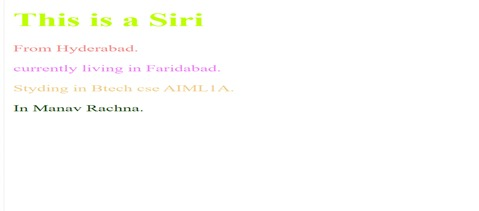 This is a Siri
From Hyderabad.
currently living in Faridabad.
Styding in Btech cse AIML1A.
In Manav Rachna.